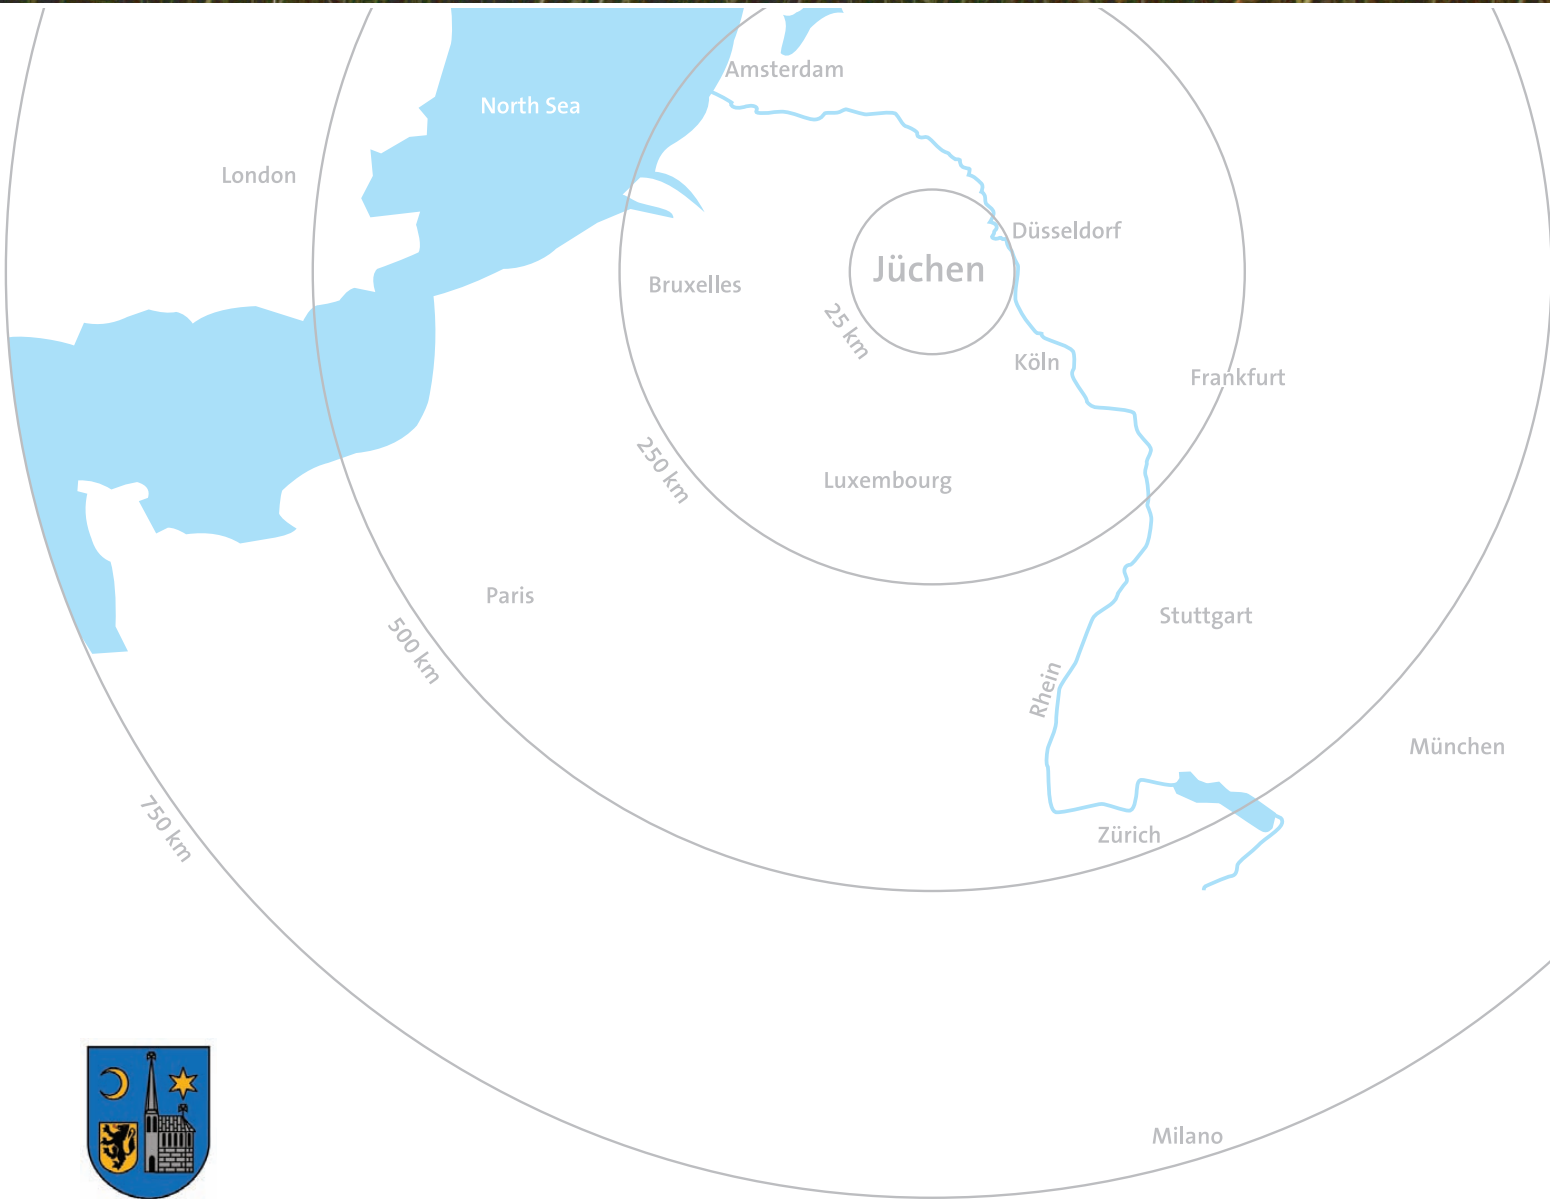 Amsterdam
North Sea
London
Düsseldorf
Jüchen
Bruxelles
25 km
Köln
Frankfurt
250 km
Luxembourg
Paris
Stuttgart
500 km
Rhein
München
750 km
Zürich
Milano